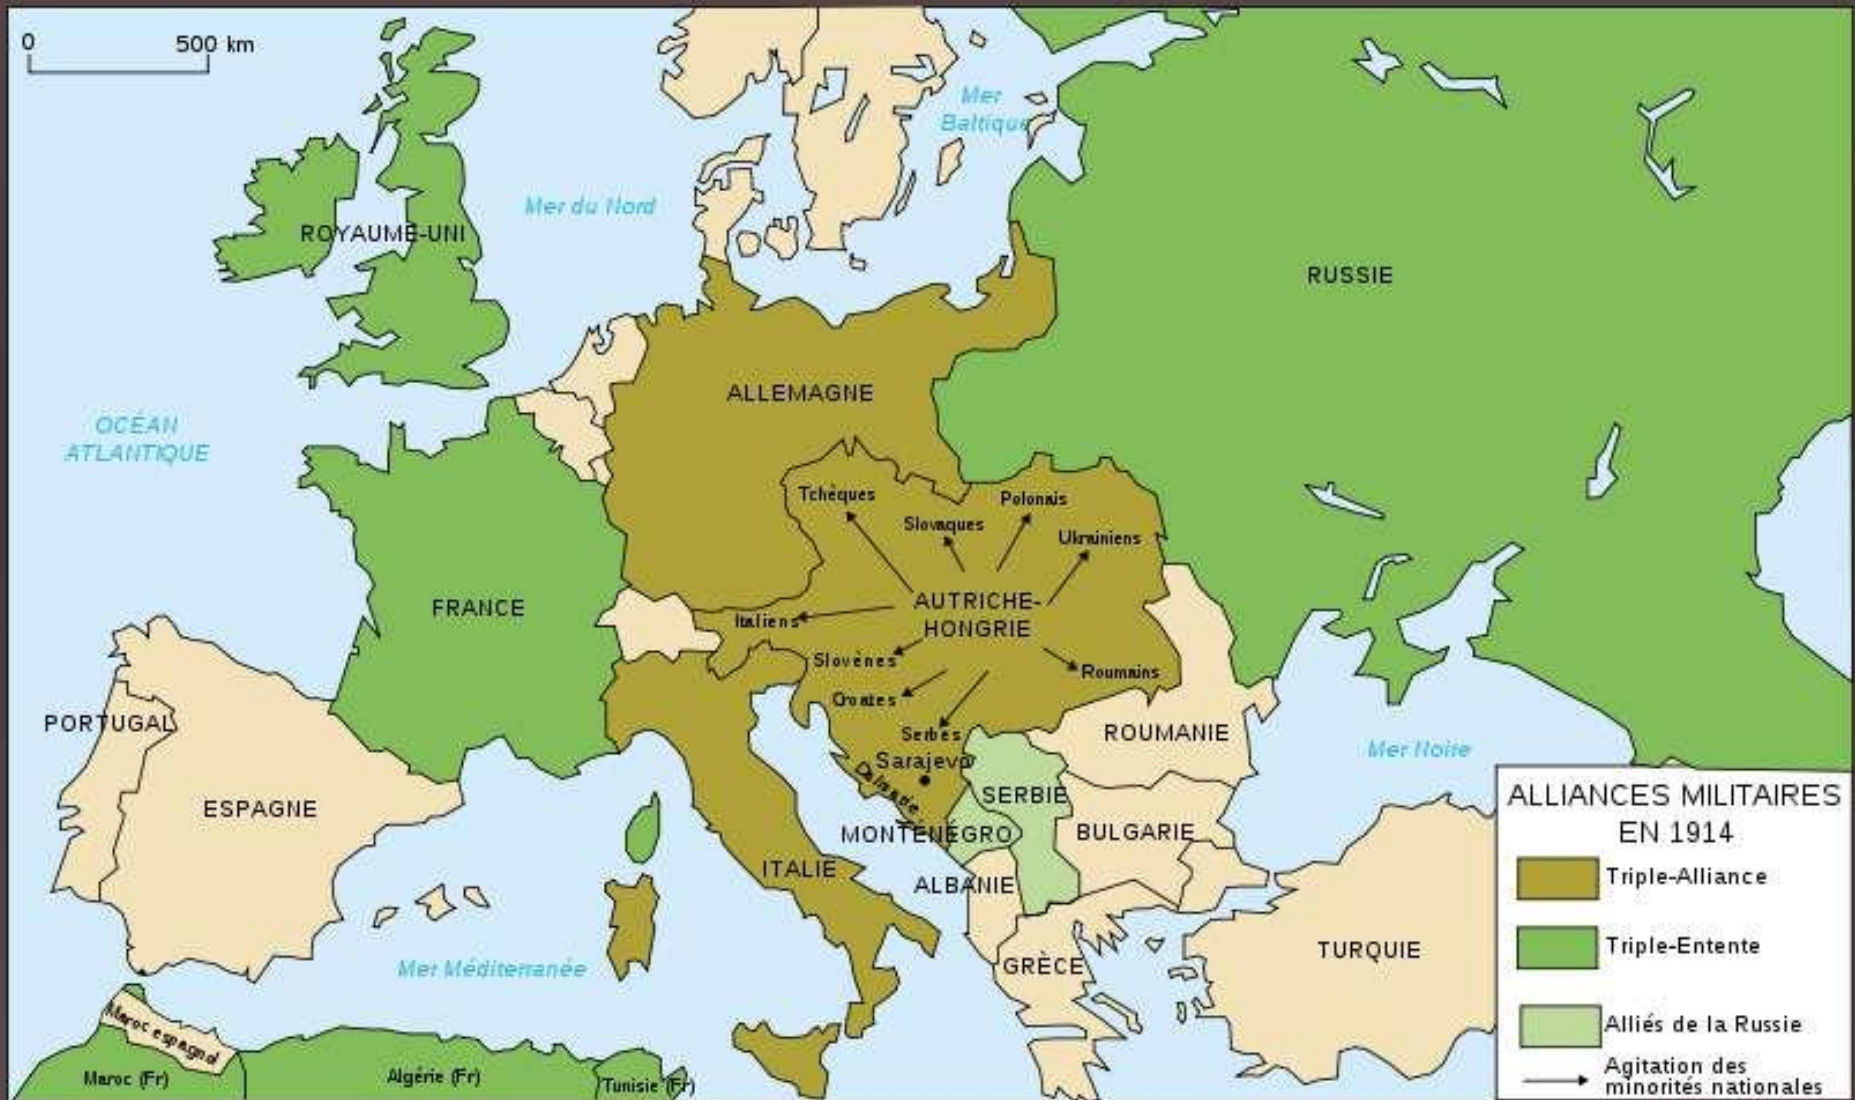 0
500 km
Mer
Baltique
Mer du Nord
ROYAUME-UNI
RUSSIE
ALLEMAGNE
OCÉAN
ATLANTIQUE
Tchèques
Polonais
Slovaques
Ukrainiens
FRANCE
AUTRICHE-
HONGRIE
Italiens
Slovènes
Roumains
Croates
PORTUGAL
Serbes
ROUMANIE
Mer Noire
Sarajevo
Dalmatie
ESPAGNE
SERBIE
MONTENÉGRO
BULGARIE
ITALIE
ALBANIE
TURQUIE
GRÈCE
Mer Méditerranée
Maroc espagnol
Maroc (Fr)
Algérie (Fr)
Tunisie (Fr)
ALLIANCES MILITAIRES
EN 1914
Triple-Alliance
Triple-Entente
Alliés de la Russie
Agitation des
minorités nationales